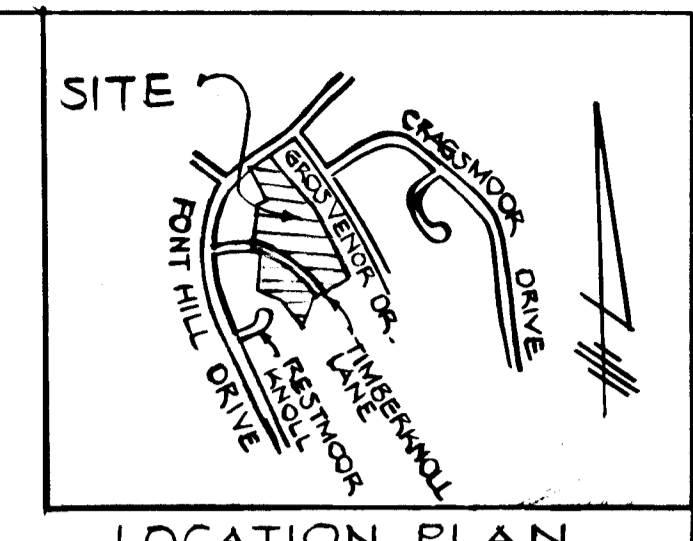 SITE
CRAGSMOOR
DRIVE
GROSVENOR DR.
FONT HILL DRIVE
TIMBERKNOLL
LANE
RESTMOOR
KNOLL
LOCATION PLAN